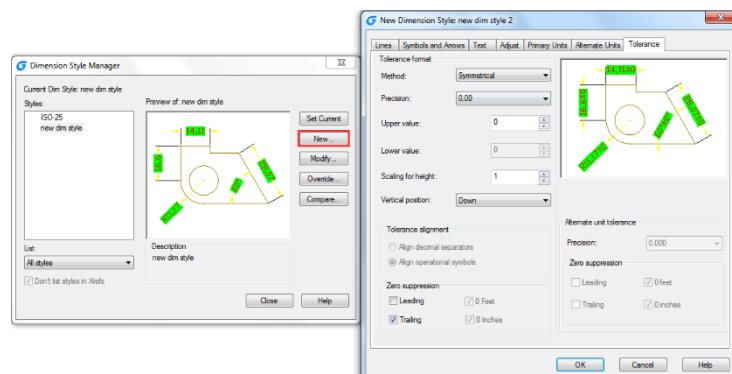 Dimension Style Manager
Current Dim Style: new dim style
Styles:
ISO-25
new dim style
Preview of: new dim style
14,11
Set Current
New...
Modify...
Override...
Compare...
List:
All styles
Don't list styles in Xrefs
Description
new dim style
Close
Help
New Dimension Style: new dim style 2
Lines
Symbols and Arrows
Text
Adjust
Primary Units
Alternate Units
Tolerance
Tolerance format
Method:
Symmetrical
Precision:
0.00
Upper value:
0
Lower value:
0
Scaling for height:
1
Vertical position:
Down
Tolerance alignment
Align decimal separators
Align operational symbols
Zero suppression
Leading
0 Feet
Trailing
0 Inches
Alternate unit tolerance
Precision:
0.000
Zero suppression
Leading
0 feet
Trailing
0 inches
OK
Cancel
Help